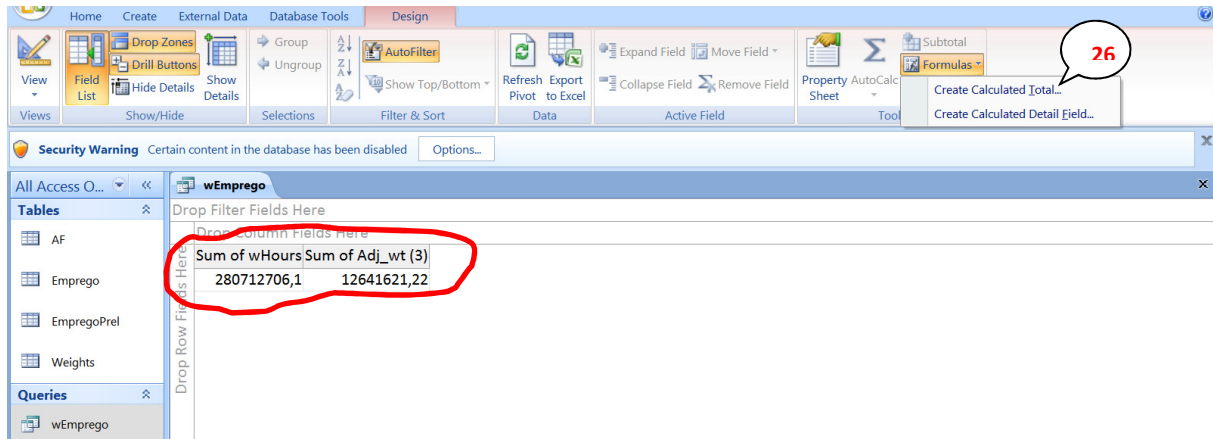 Home Create External Data Database Tools Design
Drop Zones Group AutoFilter Expand Field Move Field Subtotal 26
Drill Buttons Ungroup Formulas
View Field List Hide Details Show Details Show Top/Bottom Refresh Pivot Export to Excel Collapse Field Remove Field Property Sheet AutoCalc Create Calculated Total...
Views Show/Hide Selections Filter & Sort Data Active Field Tool Create Calculated Detail Field...
Security Warning Certain content in the database has been disabled Options...
All Access O... wEmprego
Tables Drop Filter Fields Here
AF Drop Column Fields Here
Sum of wHours Sum of Adj_wt (3)
Emprego 280712706,1 12641621,22
EmpregoPrel
Weights
Drop Row Fields Here
Queries
wEmprego